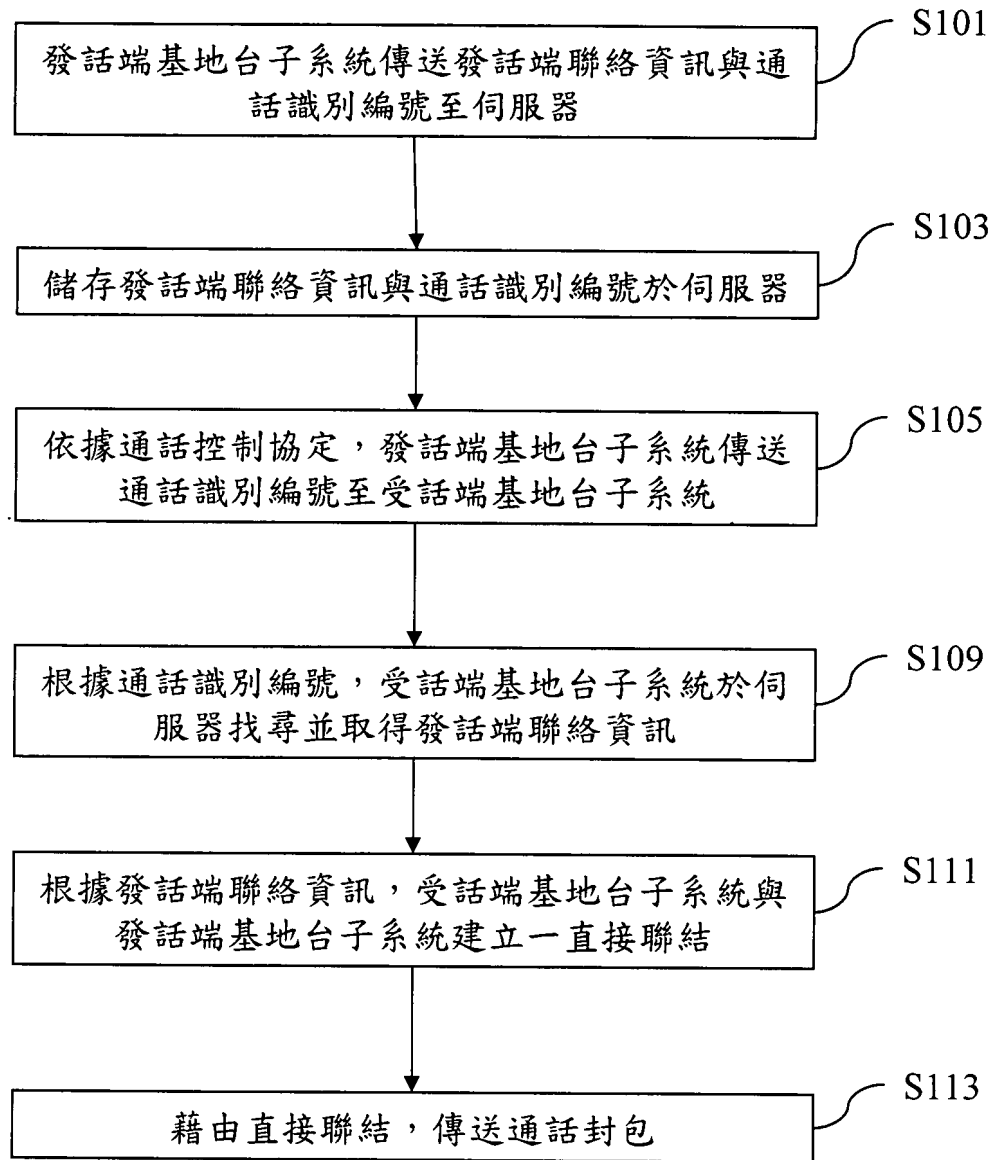 S101
發話端基地台子系統傳送發話端聯絡資訊與通
話識別編號至伺服器
S103
儲存發話端聯絡資訊與通話識別編號於伺服器
S105
依據通話控制協定，發話端基地台子系統傳送
通話識別編號至受話端基地台子系統
S109
根據通話識別編號，受話端基地台子系統於伺
服器找尋並取得發話端聯絡資訊
S111
根據發話端聯絡資訊，受話端基地台子系統與
發話端基地台子系統建立一直接聯結
S113
藉由直接聯結，傳送通話封包